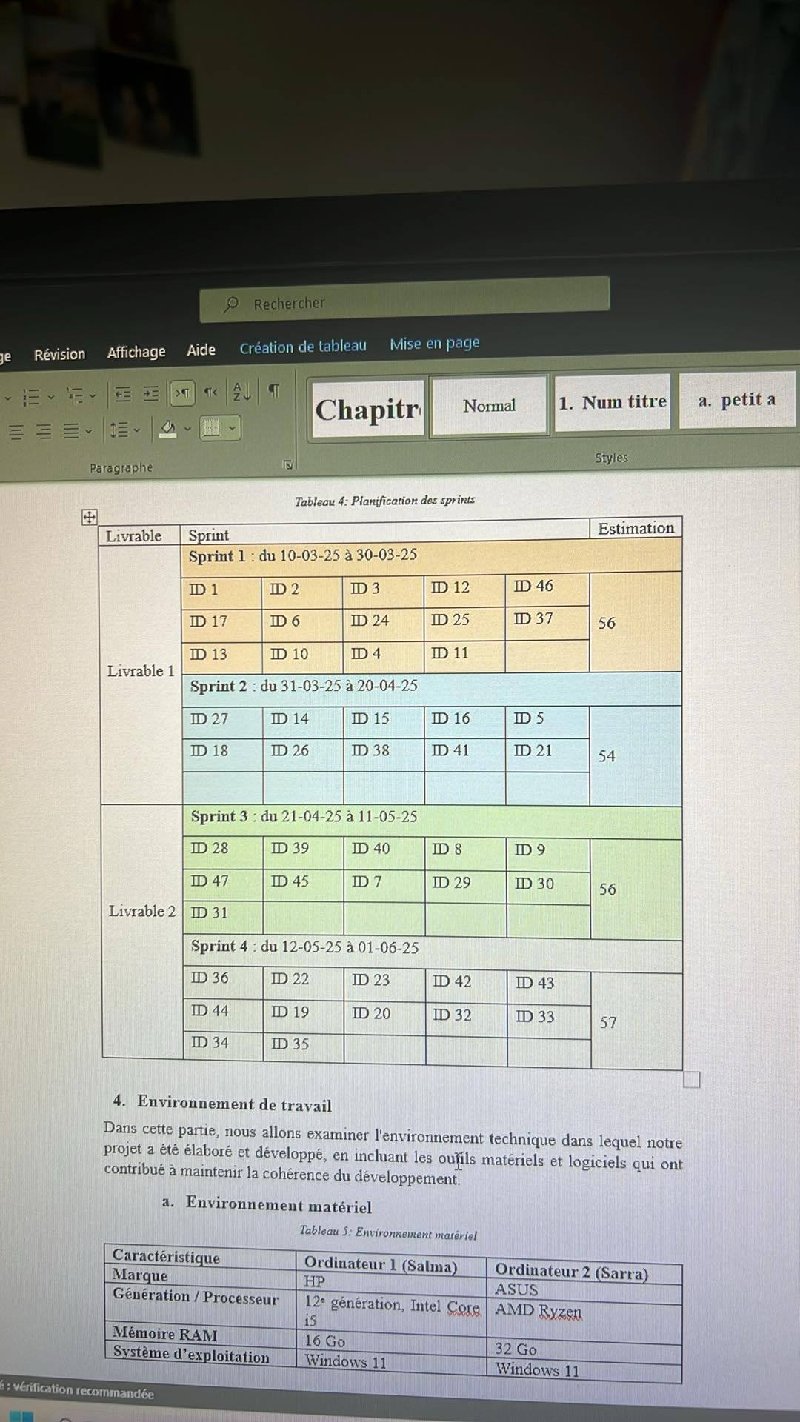 Rechercher
ge Révision Affichage Aide Création de tableau Mise en page
Chapitr Normal 1. Num titre a. petit a
Paragraphe Styles
Tableau 4: Planification des sprints
Livrable Sprint Estimation
Sprint 1 : du 10-03-25 à 30-03-25
ID 1 ID 2 ID 3 ID 12 ID 46
ID 17 ID 6 ID 24 ID 25 ID 37 56
ID 13 ID 10 ID 4 ID 11
Livrable 1
Sprint 2 : du 31-03-25 à 20-04-25
ID 27 ID 14 ID 15 ID 16 ID 5
ID 18 ID 26 ID 38 ID 41 ID 21 54
Sprint 3 : du 21-04-25 à 11-05-25
ID 28 ID 39 ID 40 ID 8 ID 9
ID 47 ID 45 ID 7 ID 29 ID 30 56
Livrable 2 ID 31
Sprint 4 : du 12-05-25 à 01-06-25
ID 36 ID 22 ID 23 ID 42 ID 43
ID 44 ID 19 ID 20 ID 32 ID 33 57
ID 34 ID 35
4. Environnement de travail
Dans cette partie, nous allons examiner l'environnement technique dans lequel notre
projet a été élaboré et développé, en incluant les outils matériels et logiciels qui ont
contribué à maintenir la cohérence du développement.
a. Environnement matériel
Tableau 5: Environnement matériel
Caractéristique Ordinateur 1 (Salma) Ordinateur 2 (Sarra)
Marque HP ASUS
Génération / Processeur 12e génération, Intel Core AMD Ryzen
i5
Mémoire RAM 16 Go 32 Go
Système d'exploitation Windows 11 Windows 11
é : vérification recommandée